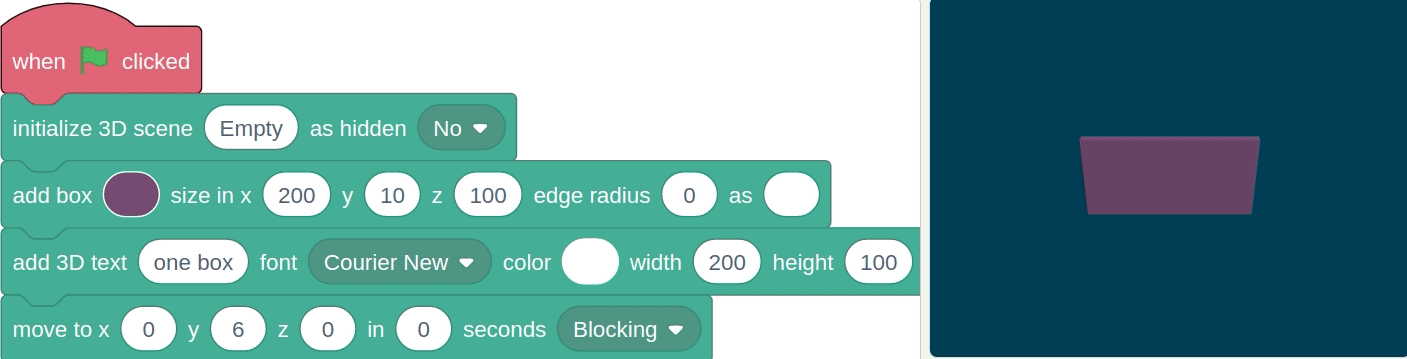 when clicked
initialize 3D scene Empty as hidden No
add box size in x 200 y 10 z 100 edge radius 0 as
add 3D text one box font Courier New color width 200 height 100
move to x 0 y 6 z 0 in 0 seconds Blocking